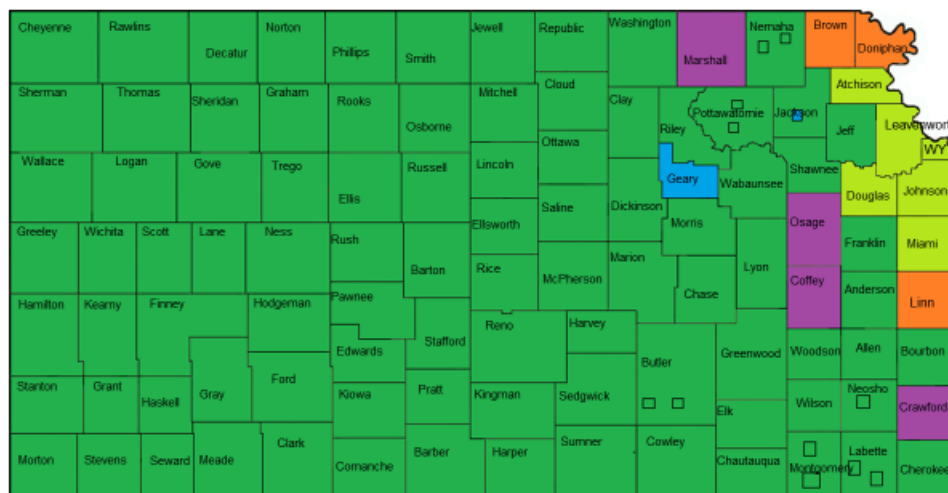 Cheyenne
Rawlins
Decatur
Norton
Phillips
Smith
Jewell
Republic
Washington
Marshall
Nemaha
Brown
Doniphan
Sherman
Thomas
Sheridan
Graham
Rooks
Osborne
Mitchell
Cloud
Clay
Riley
Pottawatomie
Jackson
Atchison
Jeff
Leavenwort
WY
Wallace
Logan
Gove
Trego
Ellis
Russell
Lincoln
Ottawa
Saline
Dickinson
Geary
Wabaunsee
Shawnee
Douglas
Johnson
Greeley
Wichita
Scott
Lane
Ness
Rush
Barton
Ellsworth
Rice
McPherson
Marion
Morris
Chase
Lyon
Osage
Coffey
Franklin
Miami
Anderson
Linn
Hamilton
Kearny
Finney
Hodgeman
Pawnee
Edwards
Stafford
Reno
Harvey
Butler
Greenwood
Woodson
Allen
Bourbon
Stanton
Grant
Haskell
Gray
Ford
Kiowa
Pratt
Kingman
Sedgwick
Elk
Wilson
Neosho
Crawford
Morton
Stevens
Seward
Meade
Clark
Comanche
Barber
Harper
Sumner
Cowley
Chautauqua
Montgomery
Labette
Cherokee